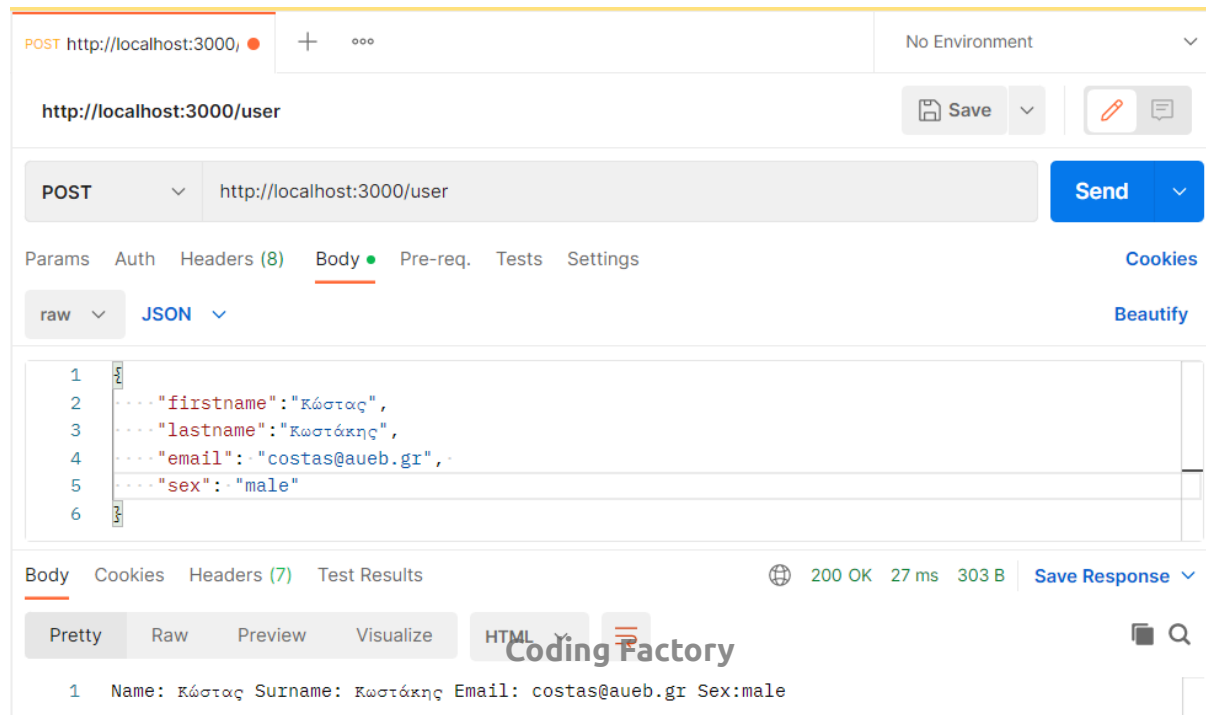 POST http://localhost:3000/
No Environment
http://localhost:3000/user
Save
POST http://localhost:3000/user Send
Params Auth Headers (8) Body Pre-req. Tests Settings Cookies
raw JSON Beautify
1 {
2 "firstname":"Κώστας",
3 "lastname":"Κωστάκης",
4 "email": "costas@aueb.gr",
5 "sex": "male"
6 }
Body Cookies Headers (7) Test Results 200 OK 27 ms 303 B Save Response
Pretty Raw Preview Visualize HTML
Coding Factory
1 Name: Κώστας Surname: Κωστάκης Email: costas@aueb.gr Sex:male